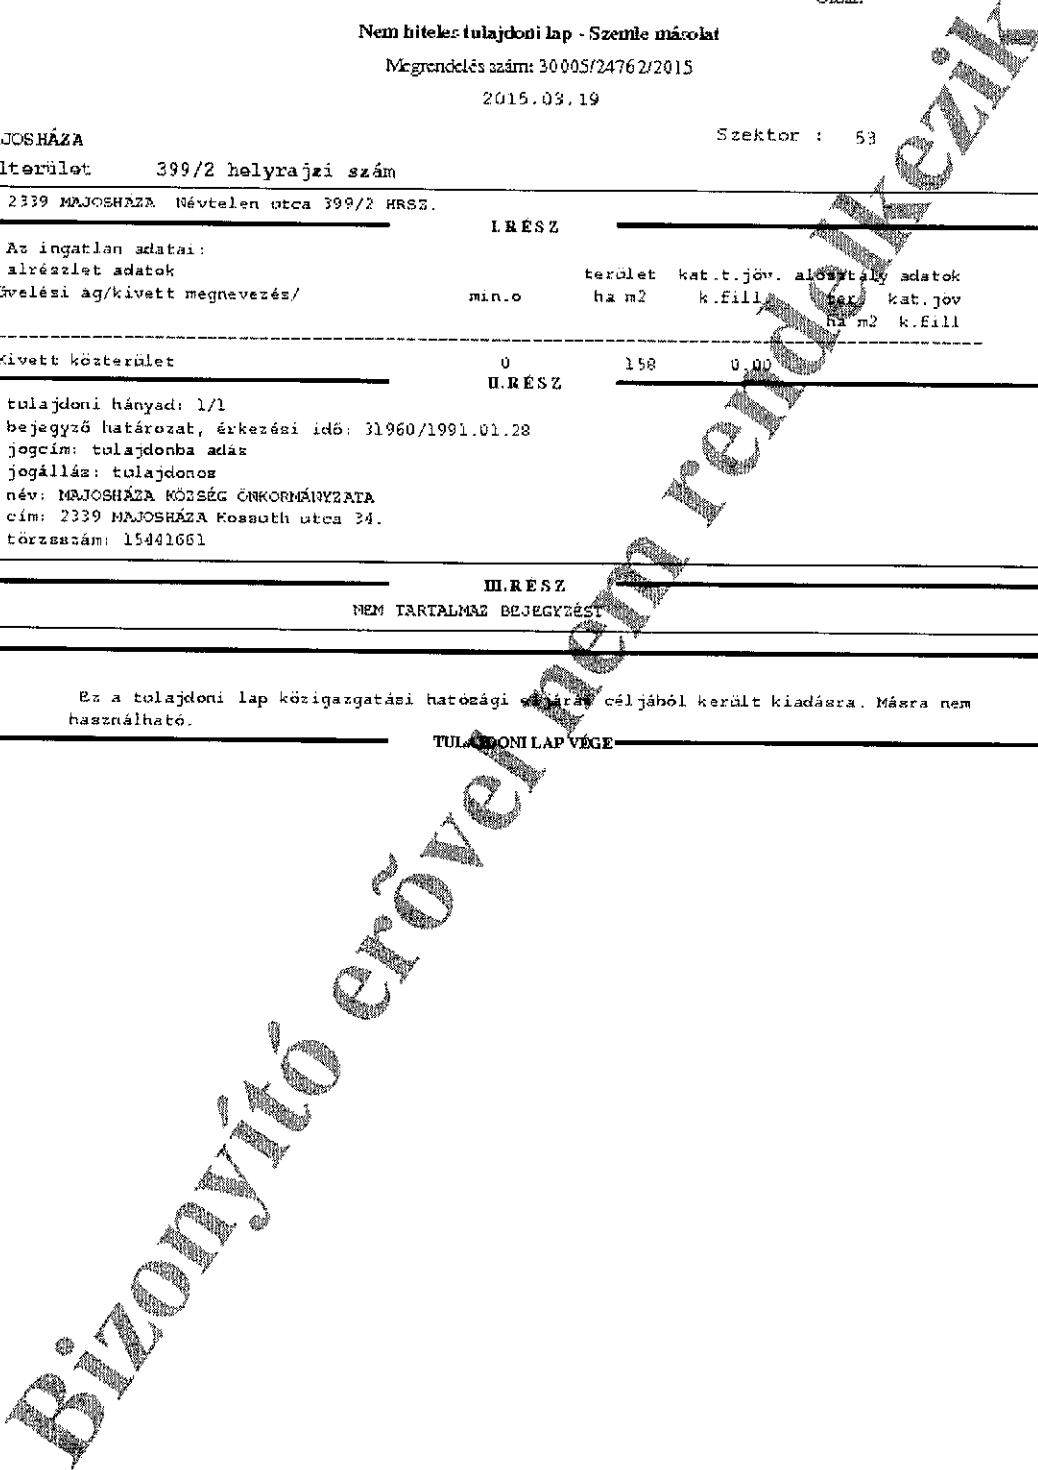 Nem hiteles tulajdoni lap - Szemle másolat
Megrendelés szám: 30005/24762/2015
2015.03.19
JOSHÁZA
Szektor : 53
lterület 399/2 helyrajzi szám
2339 MAJOSHÁZA Névtelen utca 399/2 HRSZ.
I.RÉSZ
Az ingatlan adatai:
alrészlet adatok terület kat.t.jöv. alosztály adatok
űvelési ág/kivett megnevezés/ min.o ha m2 k.fill. ter. kat.jöv
ha m2 k.fill
Kivett közterület 0 158 0.00
II.RÉSZ
tulajdoni hányad: 1/1
bejegyző határozat, érkezési idő: 31960/1991.01.28
jogcím: tulajdonba adás
jogállás: tulajdonos
név: MAJOSHÁZA KÖZSÉG ÖNKORMÁNYZATA
cím: 2339 MAJOSHÁZA Kossuth utca 34.
törzsszám: 15441661
III.RÉSZ
NEM TARTALMAZ BEJEGYZÉST
Ez a tulajdoni lap közigazgatási hatósági eljárás céljából került kiadásra. Másra nem
használható.
TULAJDONI LAP VÉGE
Bizonyító erővel nem rendelkezik